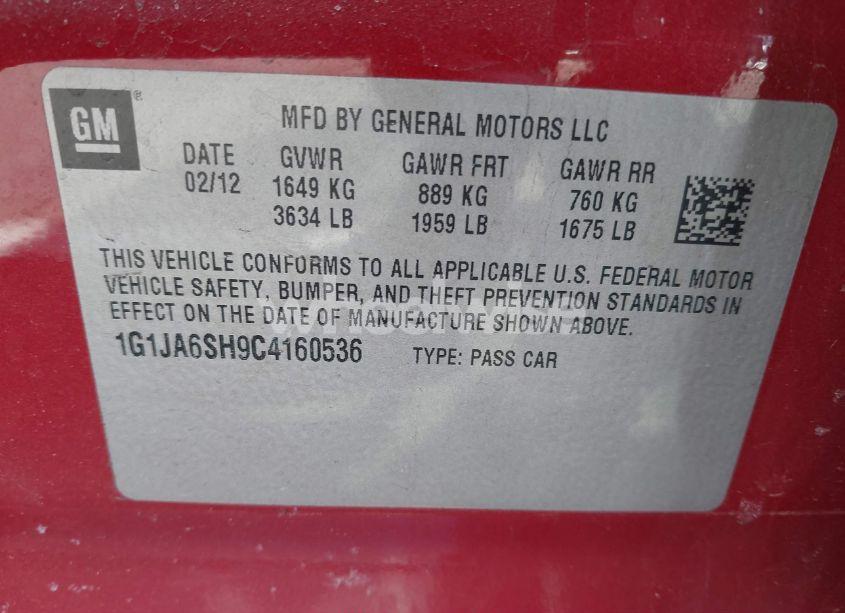 GM ®
MFD BY GENERAL MOTORS LLC
DATE GVWR GAWR FRT GAWR RR
02/12 1649 KG 889 KG 760 KG
3634 LB 1959 LB 1675 LB
THIS VEHICLE CONFORMS TO ALL APPLICABLE U.S. FEDERAL MOTOR
VEHICLE SAFETY, BUMPER, AND THEFT PREVENTION STANDARDS IN
EFFECT ON THE DATE OF MANUFACTURE SHOWN ABOVE.
1G1JA6SH9C4160536 TYPE: PASS CAR